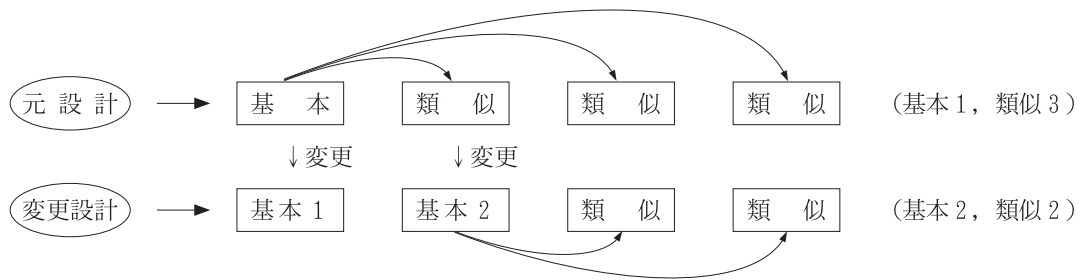 元設計 基本 類似 類似 類似 (基本1，類似3)
↓変更 ↓変更
変更設計 基本1 基本2 類似 類似 (基本2，類似2)